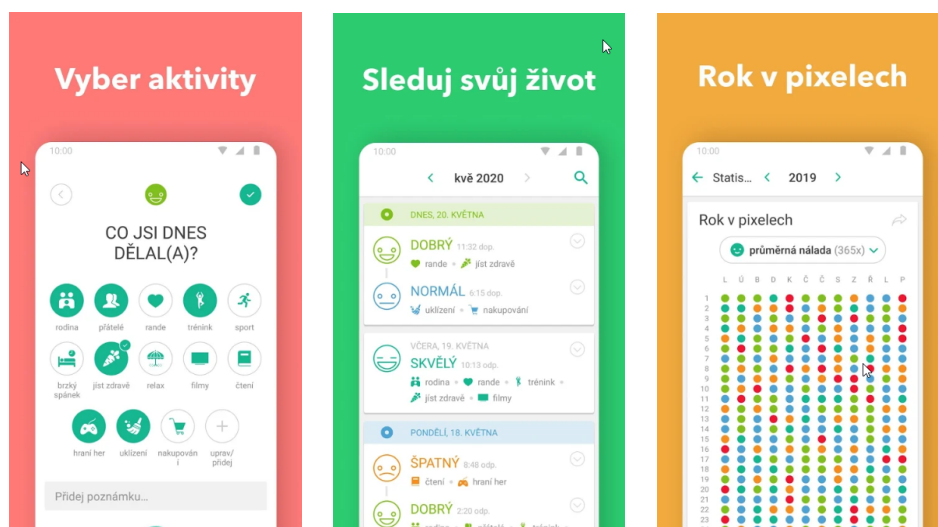 Vyber aktivity
10:00
CO JSI DNES
DĚLAL(A)?
rodina přátelé rande trénink sport
brzký
spánek
jíst zdravě relax filmy čtení
hraní her uklízení nakupován
í
uprav/
přidej
Přidej poznámku...
Sleduj svůj život
10:00
< kvě 2020 >
DNES, 20. KVĚTNA
DOBRÝ 11:32 dop.
rande • jíst zdravě
NORMÁL 6:15 dop.
uklízení • nakupování
VČERA, 19. KVĚTNA
SKVĚLÝ 10:13 odp.
rodina • rande • trénink •
jíst zdravě • filmy
PONDĚLÍ, 18. KVĚTNA
ŠPATNÝ 8:48 odp.
čtení • hraní her
DOBRÝ 2:20 odp.
rodina • přátelé • trénink •
Rok v pixelech
10:00
Statis... < 2019 >
Rok v pixelech
průměrná nálada (365x)
L Ú B D K Č Č S Z Ř L P
1
2
3
4
5
6
7
8
9
10
11
12
13
14
15
16
17
18
19
20
21
22
23